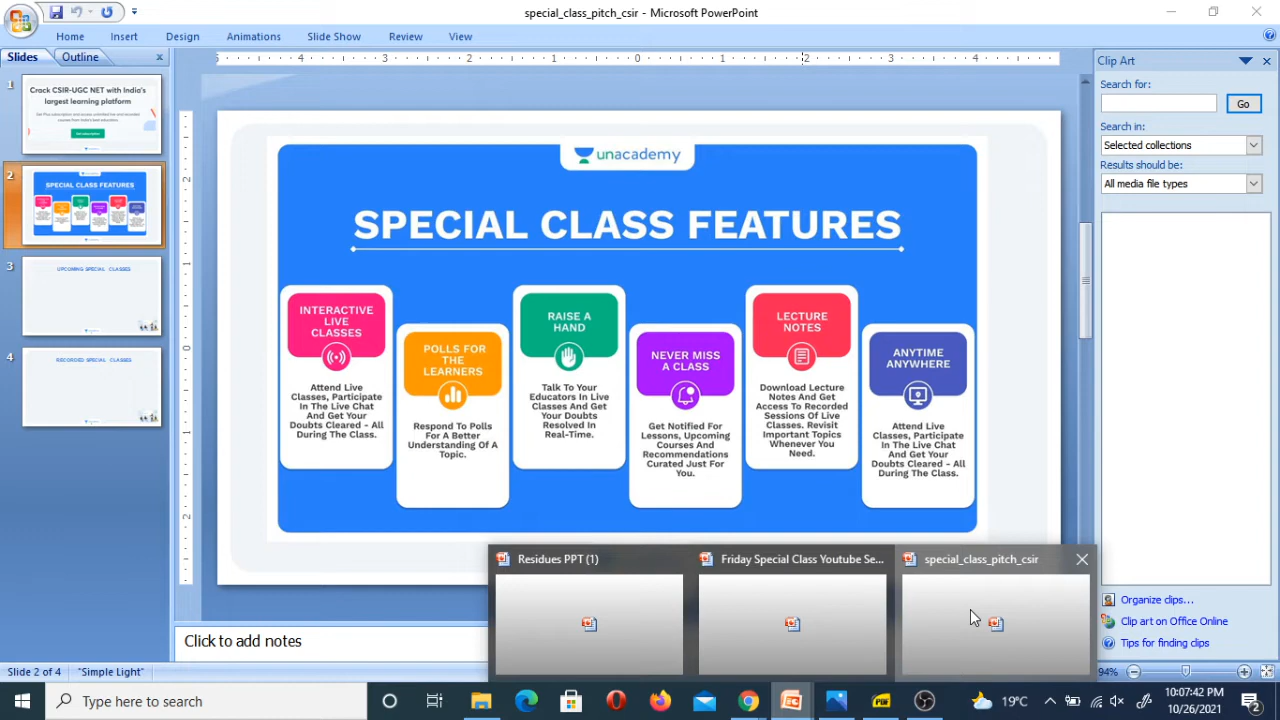 special_class_pitch_csir - Microsoft PowerPoint
Home Insert Design Animations Slide Show Review View
Slides Outline
Clip Art
Search for:
Go
Search in:
Selected collections
Results should be:
All media file types
1
Crack CSIR-UGC NET with India's
largest learning platform
Get subscription
2
SPECIAL CLASS FEATURES
3
UPCOMING SPECIAL CLASSES
4
RECORDED SPECIAL CLASSES
unacademy
SPECIAL CLASS FEATURES
INTERACTIVE
LIVE
CLASSES
Attend Live
Classes, Participate
In The Live Chat
And Get Your
Doubts Cleared - All
During The Class.
POLLS FOR
THE
LEARNERS
Respond To Polls
For A Better
Understanding Of A
Topic.
RAISE A
HAND
Talk To Your
Educators In Live
Classes And Get
Your Doubts
Resolved In
Real-Time.
NEVER MISS
A CLASS
Get Notified For
Lessons, Upcoming
Courses And
Recommendations
Curated Just For
You.
LECTURE
NOTES
Download Lecture
Notes And Get
Access To Recorded
Sessions Of Live
Classes. Revisit
Important Topics
Whenever You
Need.
ANYTIME
ANYWHERE
Attend Live
Classes, Participate
In The Live Chat
And Get Your
Doubts Cleared - All
During The Class.
Residues PPT (1)
Friday Special Class Youtube Se...
special_class_pitch_csir
Organize clips...
Clip art on Office Online
Tips for finding clips
Click to add notes
Slide 2 of 4
"Simple Light"
94%
Type here to search
19°C
10:07:42 PM
10/26/2021
2